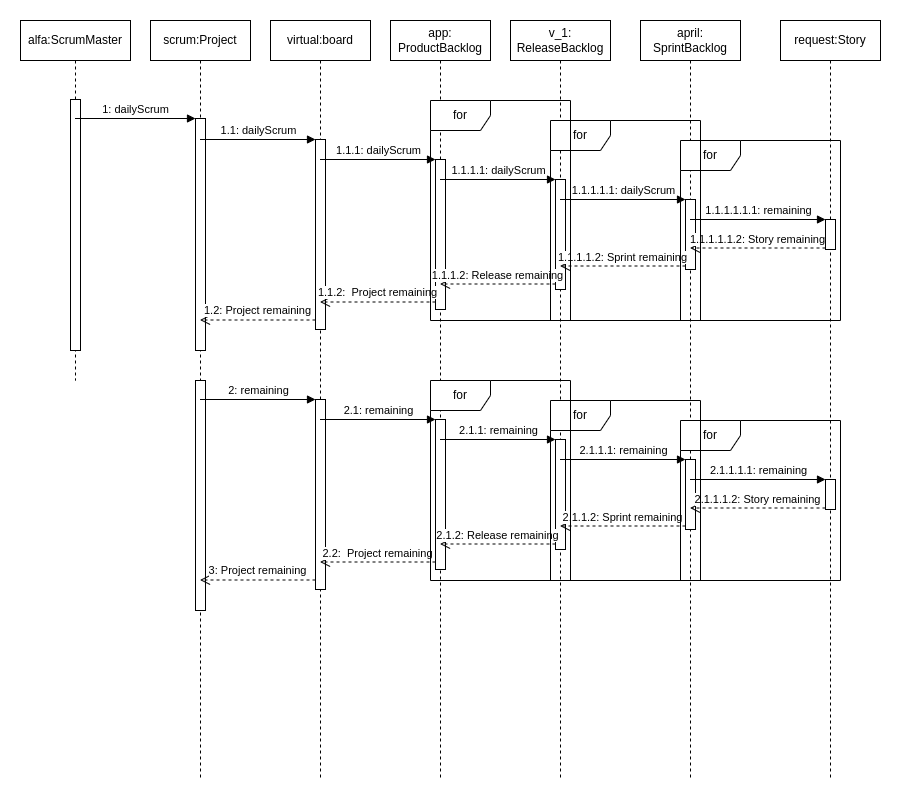 alfa:ScrumMaster
scrum:Project
virtual:board
app:
ProductBacklog
v_1:
ReleaseBacklog
april:
SprintBacklog
request:Story
1: dailyScrum
for
1.1: dailyScrum
for
1.1.1: dailyScrum
for
1.1.1.1: dailyScrum
1.1.1.1.1: dailyScrum
1.1.1.1.1.1: remaining
1.1.1.1.1.2: Story remaining
1.1.1.1.2: Sprint remaining
1.1.1.2: Release remaining
1.1.2:  Project remaining
1.2: Project remaining
2: remaining
for
2.1: remaining
for
2.1.1: remaining
for
2.1.1.1: remaining
2.1.1.1.1: remaining
2.1.1.1.2: Story remaining
2.1.1.2: Sprint remaining
2.1.2: Release remaining
2.2:  Project remaining
3: Project remaining